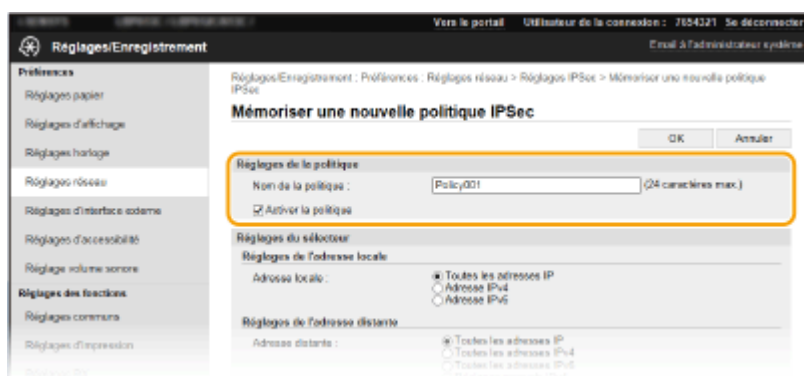 Vers le portail Utilisateur de la connexion : 7654321 Se déconnecter
Réglages/Enregistrement
Email à l'administrateur système
Préférences
Réglages papier
Réglages d'affichage
Réglages horloge
Réglages réseau
Réglages d'interface externe
Réglages d'accessibilité
Réglage volume sonore
Réglages des fonctions
Réglages communs
Réglages d'impression
Réglages/Enregistrement : Préférences : Réglages réseau > Réglages IPSec > Mémoriser une nouvelle politique
IPSec
Mémoriser une nouvelle politique IPSec
OK Annuler
Réglages de la politique
Nom de la politique : Policy001 (24 caractères max.)
Activer la politique
Réglages du sélecteur
Réglages de l'adresse locale
Adresse locale : Toutes les adresses IP
Adresse IPv4
Adresse IPv6
Réglages de l'adresse distante
Adresse distante : Toutes les adresses IP
Toutes les adresses IPv4
Toutes les adresses IPv6